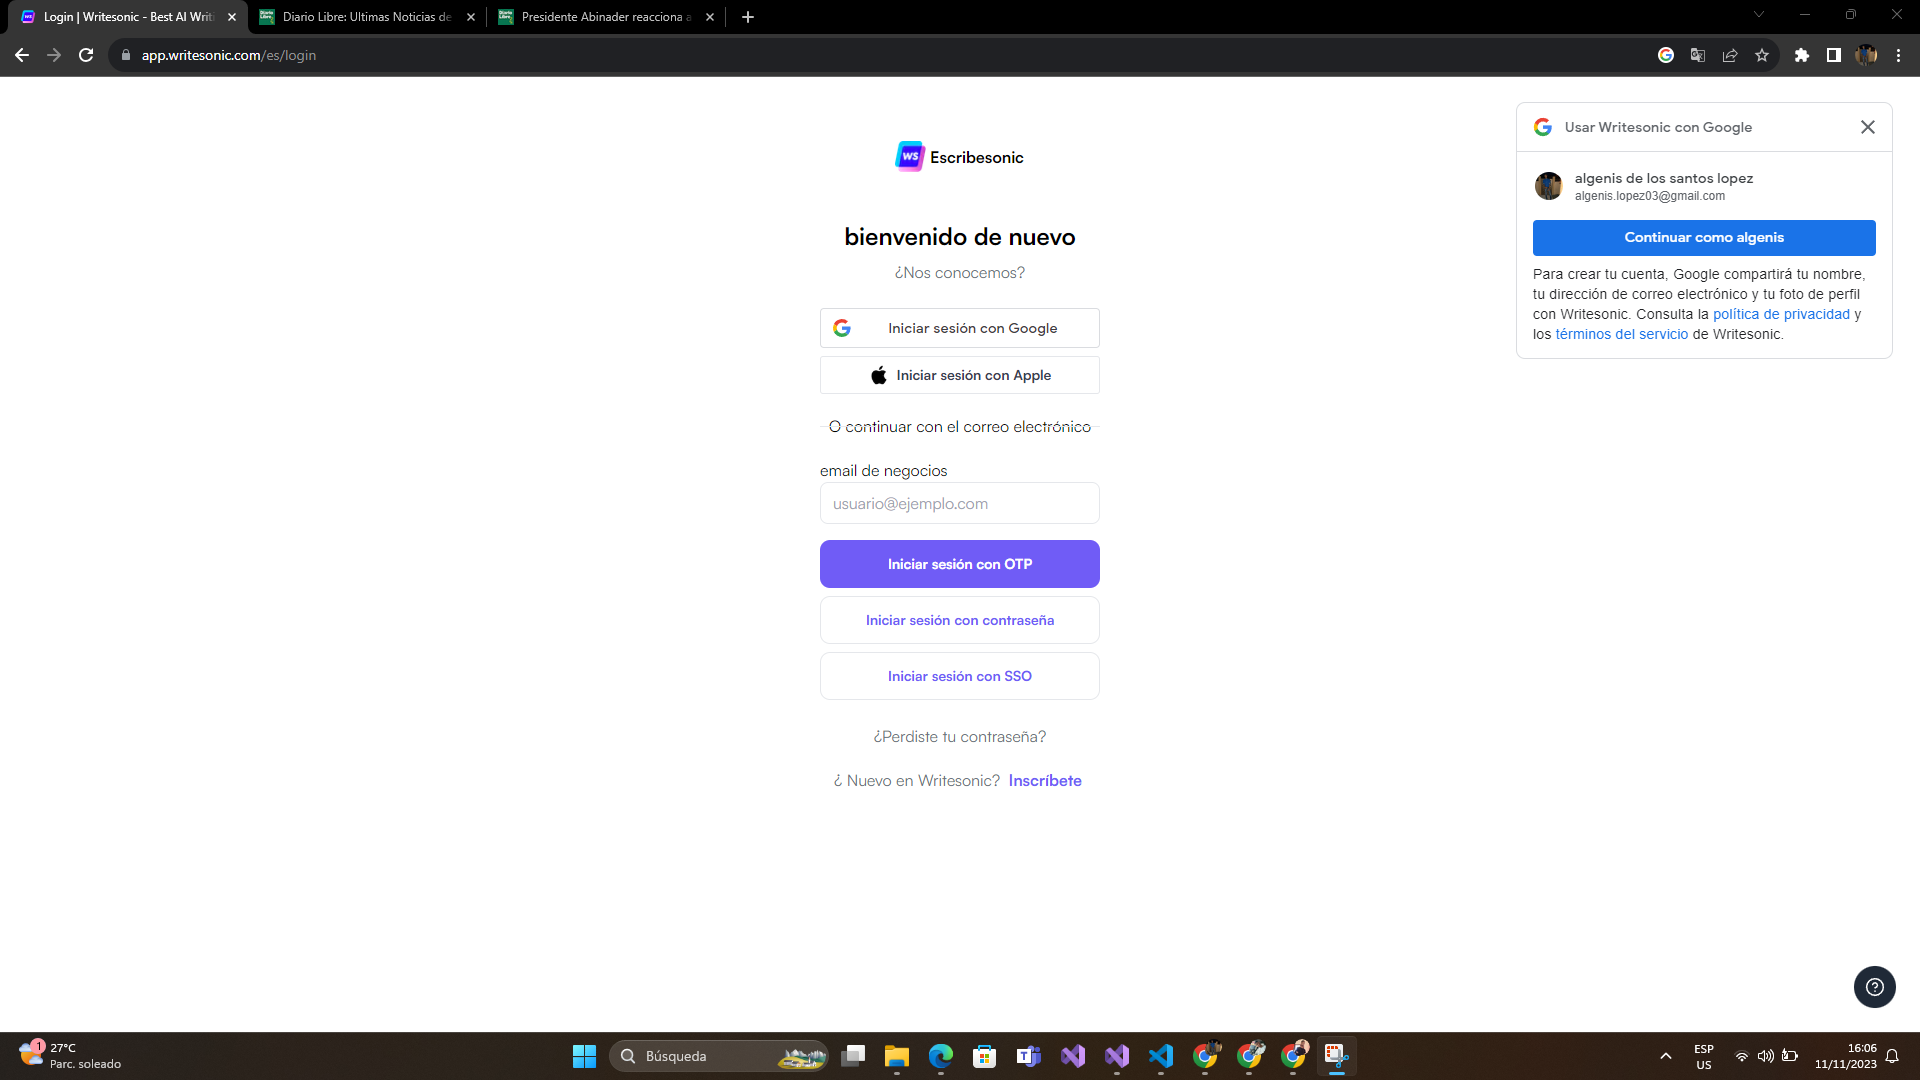 Login | Writesonic - Best AI Writi
Diario Libre: Ultimas Noticias de
Presidente Abinader reacciona a
app.writesonic.com/es/login
Usar Writesonic con Google
algenis de los santos lopez
algenis.lopez03@gmail.com
Continuar como algenis
Para crear tu cuenta, Google compartirá tu nombre,
tu dirección de correo electrónico y tu foto de perfil
con Writesonic. Consulta la política de privacidad y
los términos del servicio de Writesonic.
WS Escribesonic
bienvenido de nuevo
¿Nos conocemos?
Iniciar sesión con Google
Iniciar sesión con Apple
O continuar con el correo electrónico
email de negocios
usuario@ejemplo.com
Iniciar sesión con OTP
Iniciar sesión con contraseña
Iniciar sesión con SSO
¿Perdiste tu contraseña?
¿ Nuevo en Writesonic? Inscríbete
1
27°C
Parc. soleado
Búsqueda
ESP
US
16:06
11/11/2023